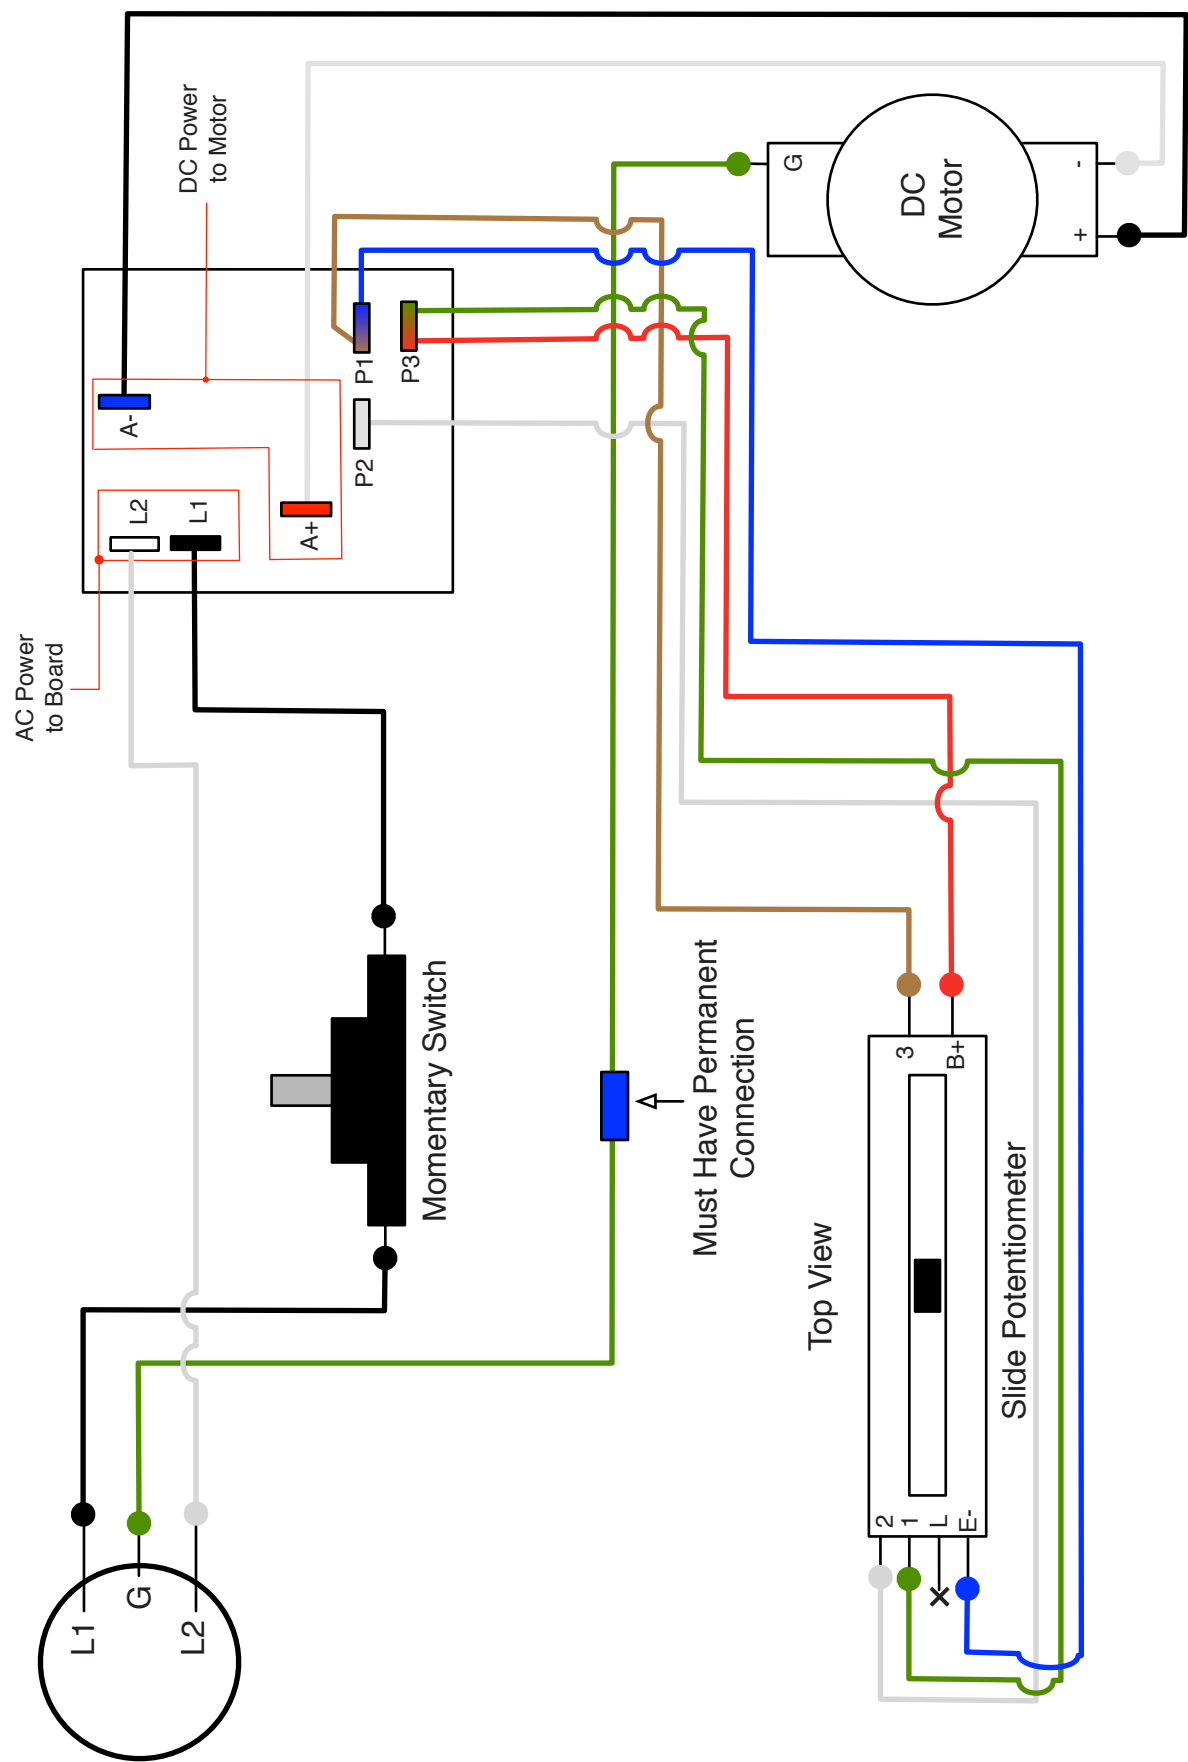 L1
G
L2
AC Power
to Board
L2
L1
A-
A+
DC Power
to Motor
P1
P2
P3
Momentary Switch
Must Have Permanent
Connection
G
DC
Motor
-
+
Top View
2
1
L
E-
3
B+
Slide Potentiometer